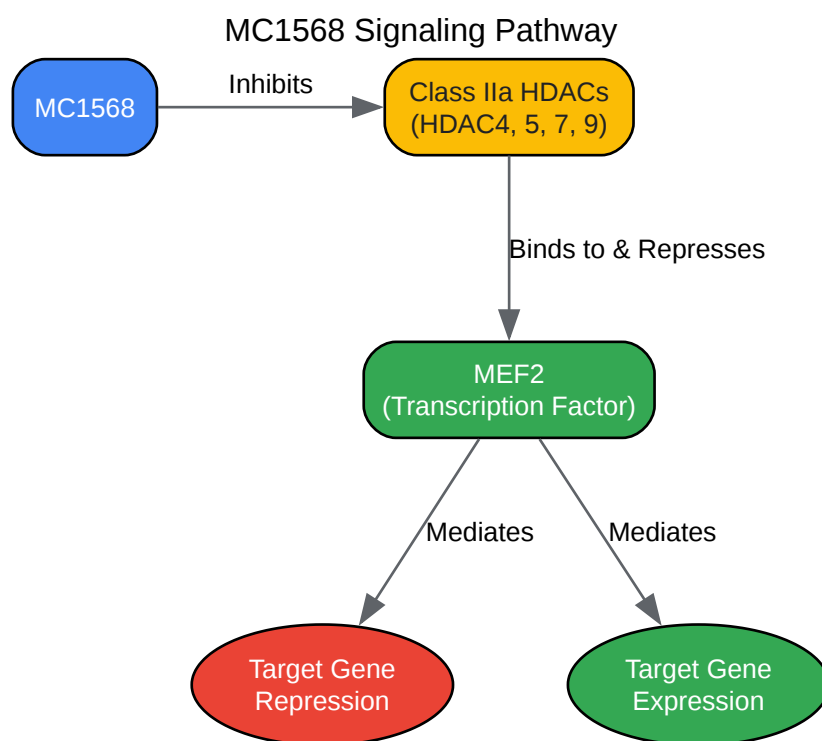 MC1568 Signaling Pathway
MC1568
Inhibits
Class IIa HDACs
(HDAC4, 5, 7, 9)
Binds to & Represses
MEF2
(Transcription Factor)
Mediates
Mediates
Target Gene
Repression
Target Gene
Expression